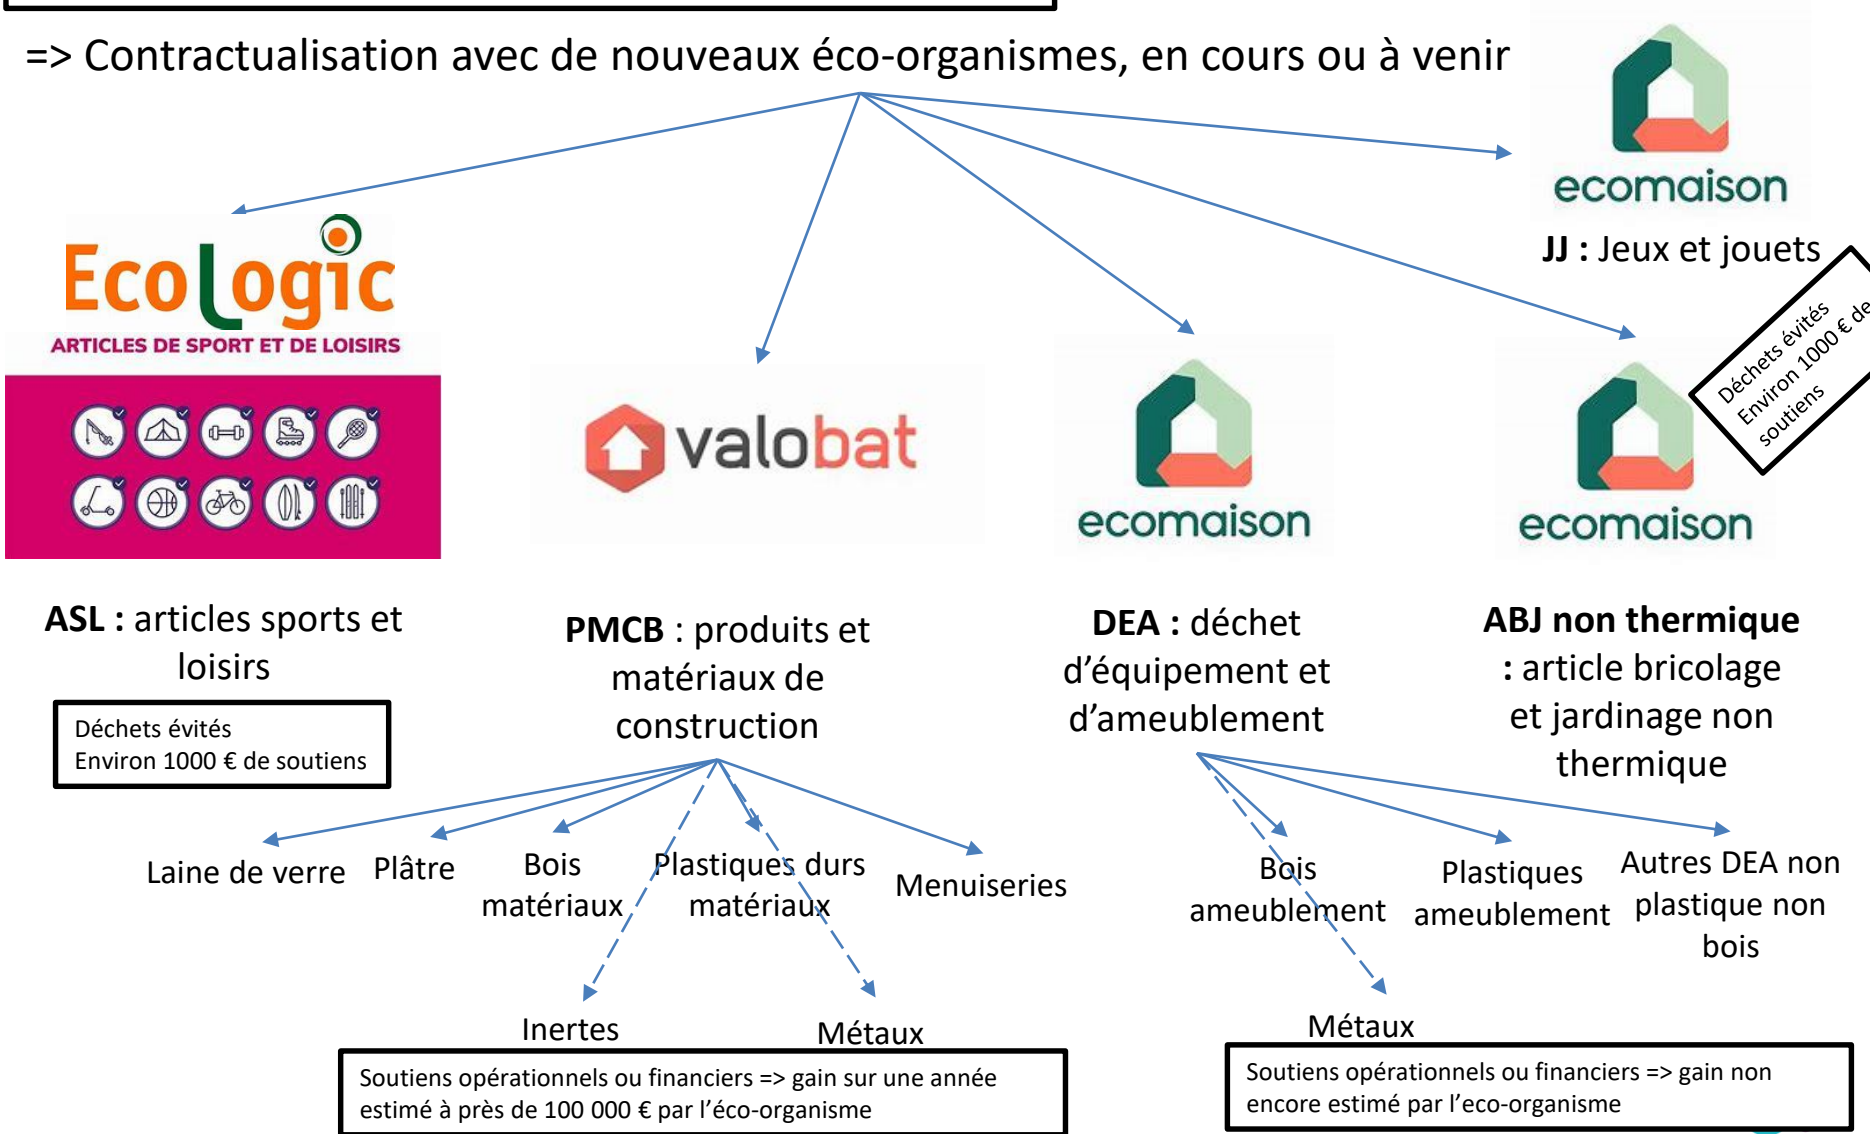 => Contractualisation avec de nouveaux éco-organismes, en cours ou à venir
ecomaison
JJ : Jeux et jouets
Déchets évités
Environ 1000 € de
soutiens
EcoLogic
ARTICLES DE SPORT ET DE LOISIRS
valobat
ecomaison
ecomaison
ASL : articles sports et
loisirs
Déchets évités
Environ 1000 € de soutiens
PMCB : produits et
matériaux de
construction
DEA : déchet
d’équipement et
d’ameublement
ABJ non thermique
: article bricolage
et jardinage non
thermique
Laine de verre
Plâtre
Bois
matériaux
Plastiques durs
matériaux
Menuiseries
Inertes
Métaux
Soutiens opérationnels ou financiers => gain sur une année
estimé à près de 100 000 € par l’éco-organisme
Bois
ameublement
Plastiques
ameublement
Autres DEA non
plastique non
bois
Métaux
Soutiens opérationnels ou financiers => gain non
encore estimé par l’eco-organisme